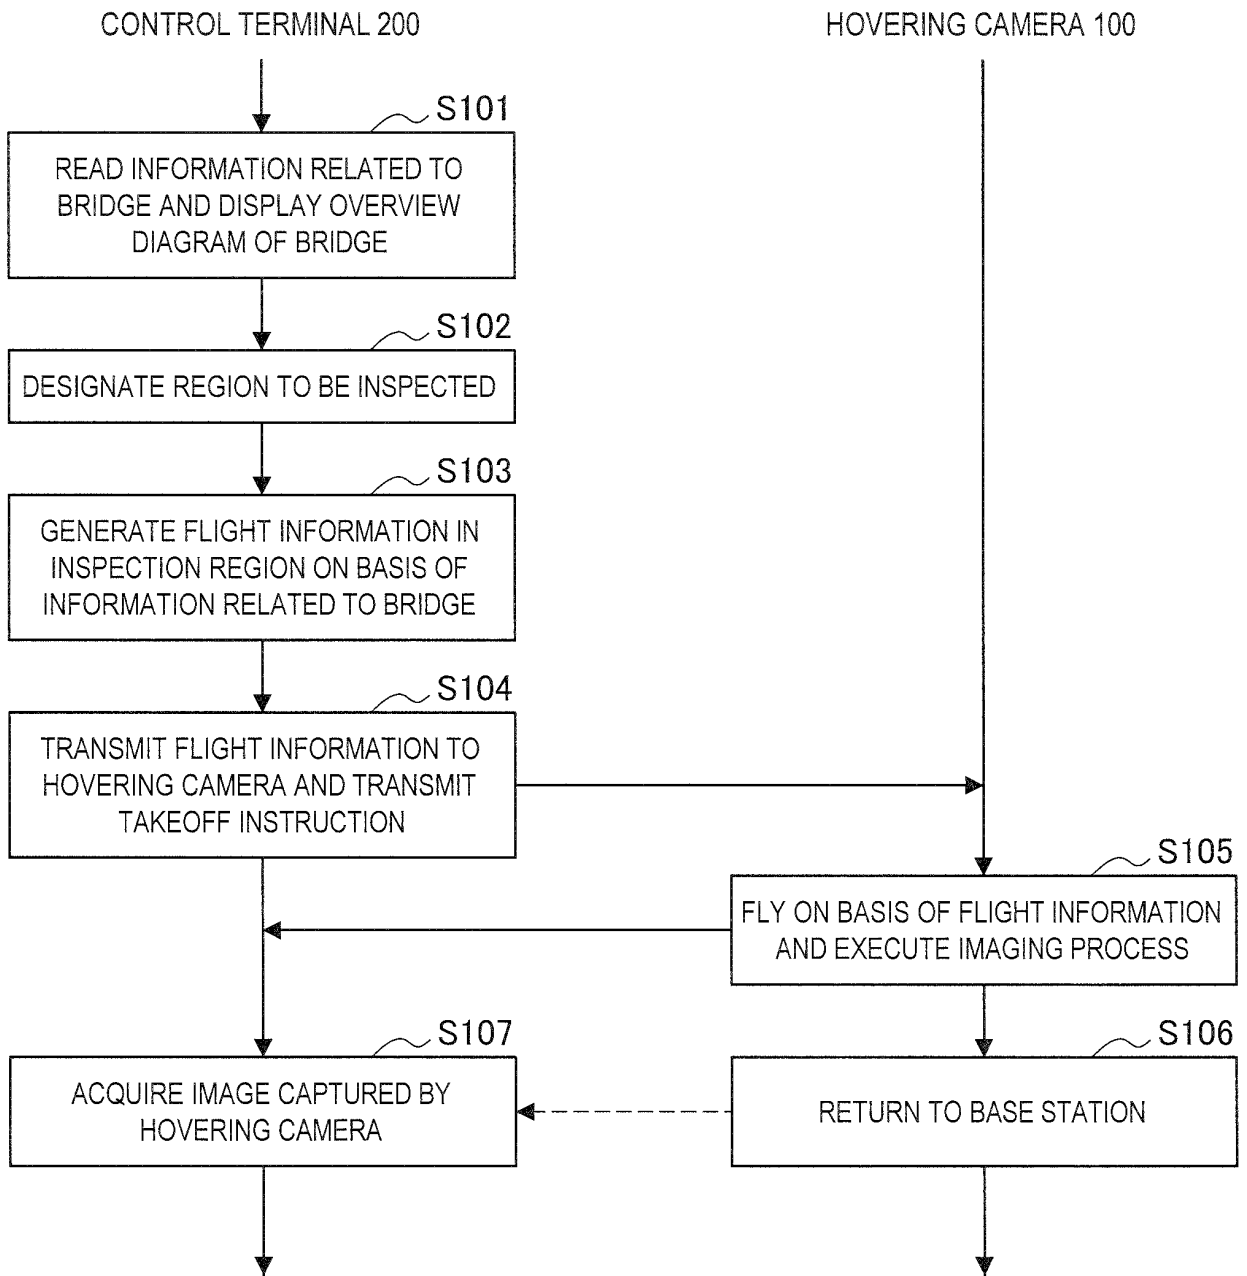 CONTROL TERMINAL 200
HOVERING CAMERA 100
S101
READ INFORMATION RELATED TO
BRIDGE AND DISPLAY OVERVIEW
DIAGRAM OF BRIDGE
S102
DESIGNATE REGION TO BE INSPECTED
S103
GENERATE FLIGHT INFORMATION IN
INSPECTION REGION ON BASIS OF
INFORMATION RELATED TO BRIDGE
S104
TRANSMIT FLIGHT INFORMATION TO
HOVERING CAMERA AND TRANSMIT
TAKEOFF INSTRUCTION
S105
FLY ON BASIS OF FLIGHT INFORMATION
AND EXECUTE IMAGING PROCESS
S107
ACQUIRE IMAGE CAPTURED BY
HOVERING CAMERA
S106
RETURN TO BASE STATION